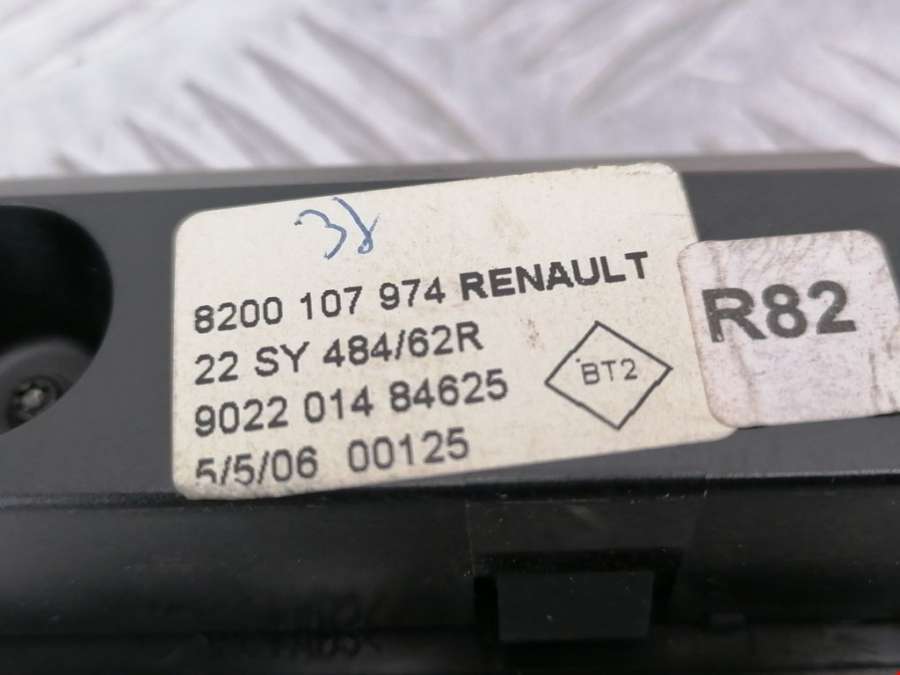 38
8200 107 974 RENAULT
22 SY 484/62R
9022 014 84625
5/5/06 00125
BT2
R82